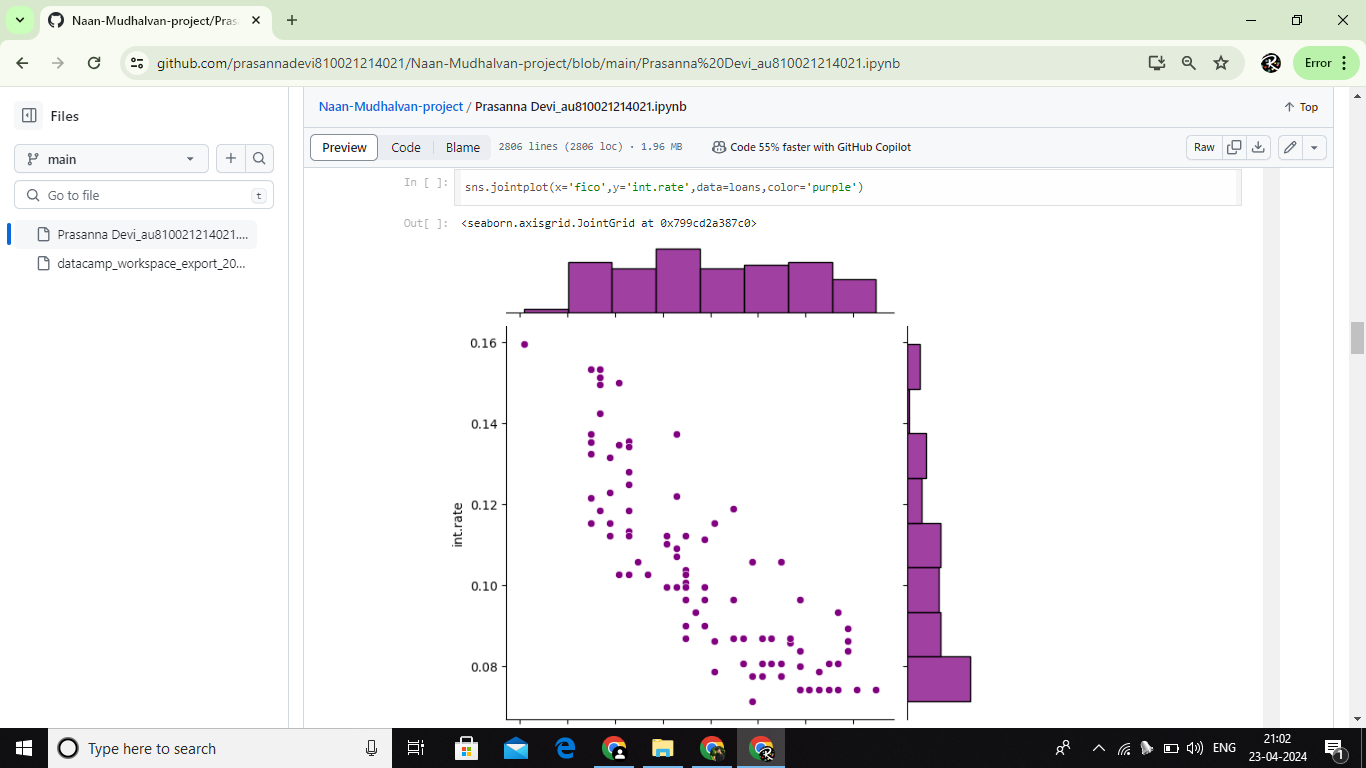 Naan-Mudhalvan-project/Pras
github.com/prasannadevi810021214021/Naan-Mudhalvan-project/blob/main/Prasanna%20Devi_au810021214021.ipynb
Error
Files
main
Go to file
t
Prasanna Devi_au810021214021....
datacamp_workspace_export_20...
Naan-Mudhalvan-project / Prasanna Devi_au810021214021.ipynb
Top
Preview
Code
Blame
2806 lines (2806 loc) · 1.96 MB
Code 55% faster with GitHub Copilot
Raw
In [ ]:
sns.jointplot(x='fico',y='int.rate',data=loans,color='purple')
Out[ ]:
<seaborn.axisgrid.JointGrid at 0x799cd2a387c0>
0.16
0.14
0.12
0.10
0.08
int.rate
Type here to search
ENG
21:02
23-04-2024
1